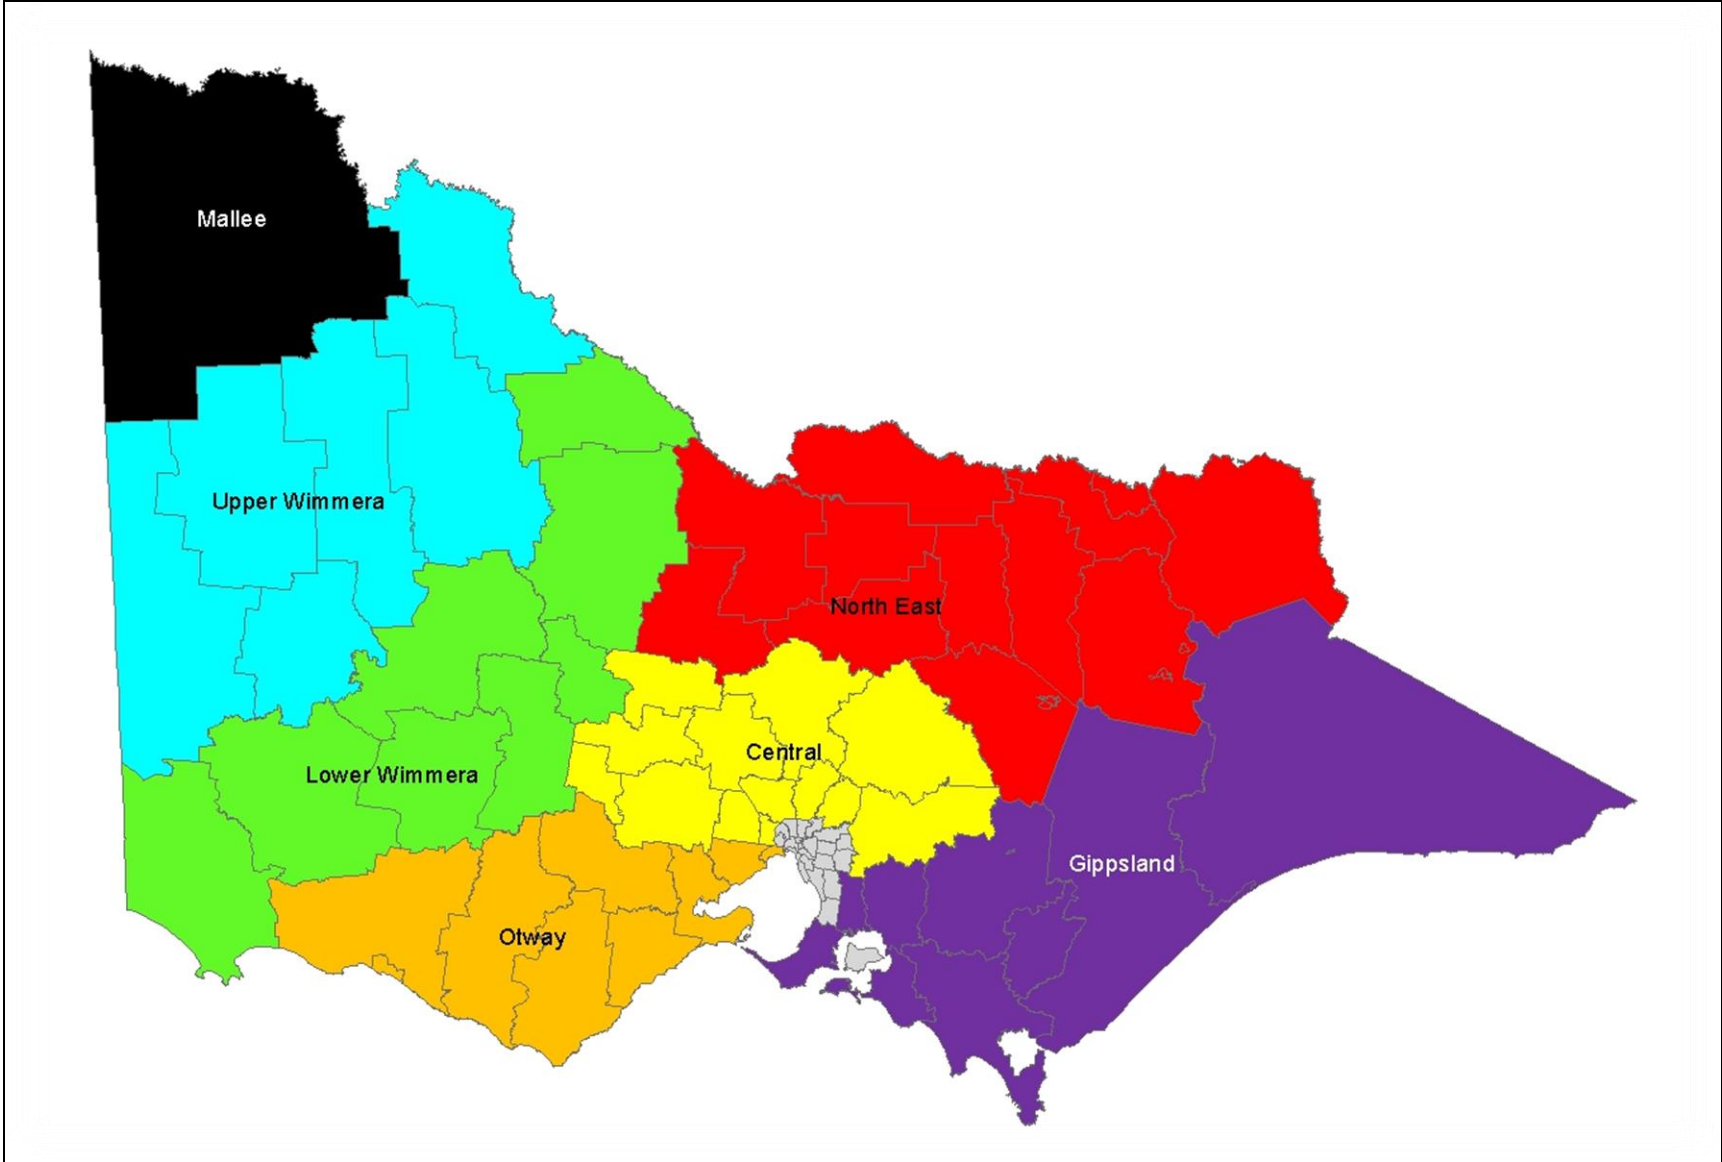 Mallee
Upper Wimmera
North East
Central
Lower Wimmera
Gippsland
Otway